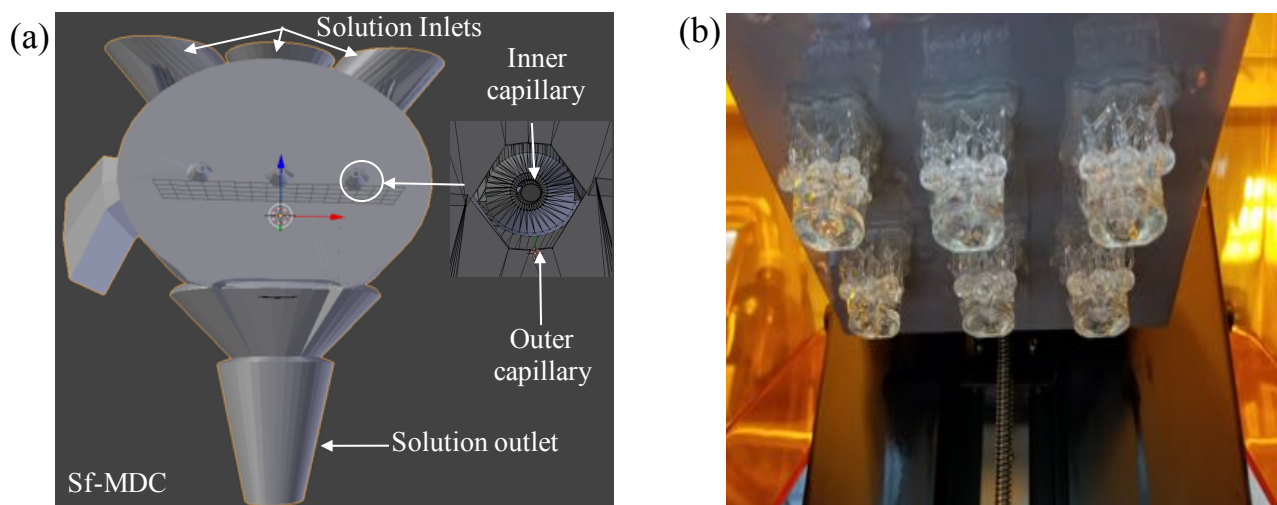 (a)
Solution Inlets
Inner
capillary
Outer
capillary
Solution outlet
Sf-MDC
(b)